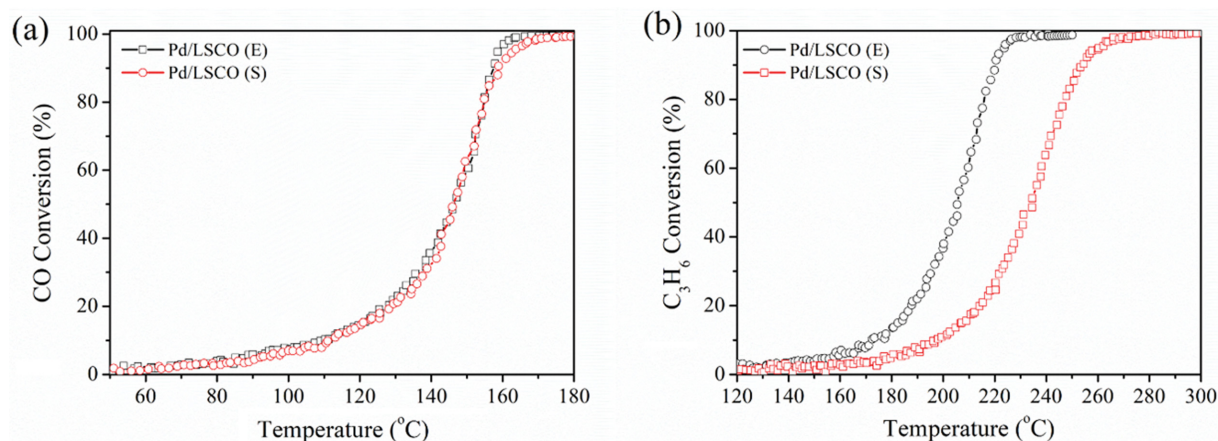 (a)
Pd/LSCO (E)
Pd/LSCO (S)
CO Conversion (%)
100
80
60
40
20
0
60 80 100 120 140 160 180
Temperature (°C)
(b)
Pd/LSCO (E)
Pd/LSCO (S)
C₃H₆ Conversion (%)
100
80
60
40
20
0
120 140 160 180 200 220 240 260 280 300
Temperature (°C)